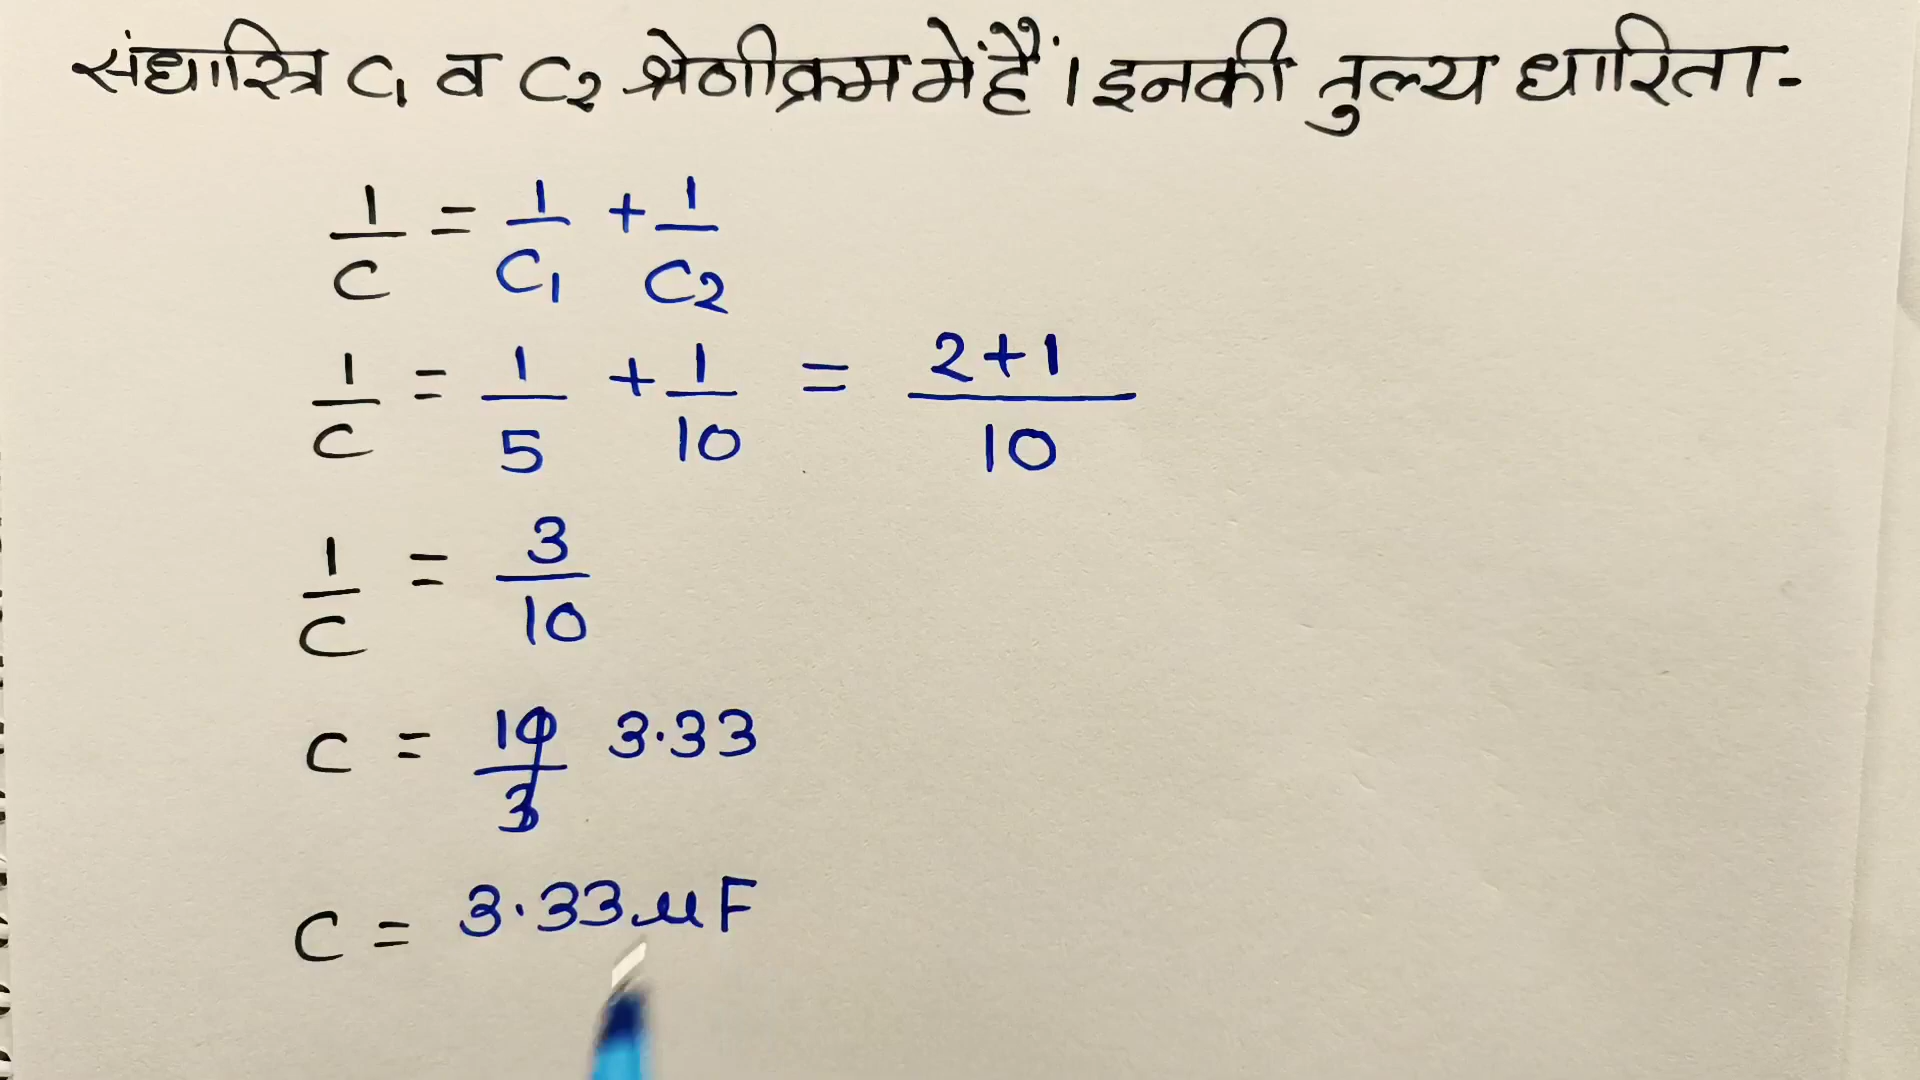 संधारित्र C₁ व C₂ श्रेणीक्रम में हैं। इनकी तुल्य धारिता-
1/C = 1/C₁ + 1/C₂
1/C = 1/5 + 1/10 = 2+1/10
1/C = 3/10
C = 10/3 3.33
C = 3.33 μF